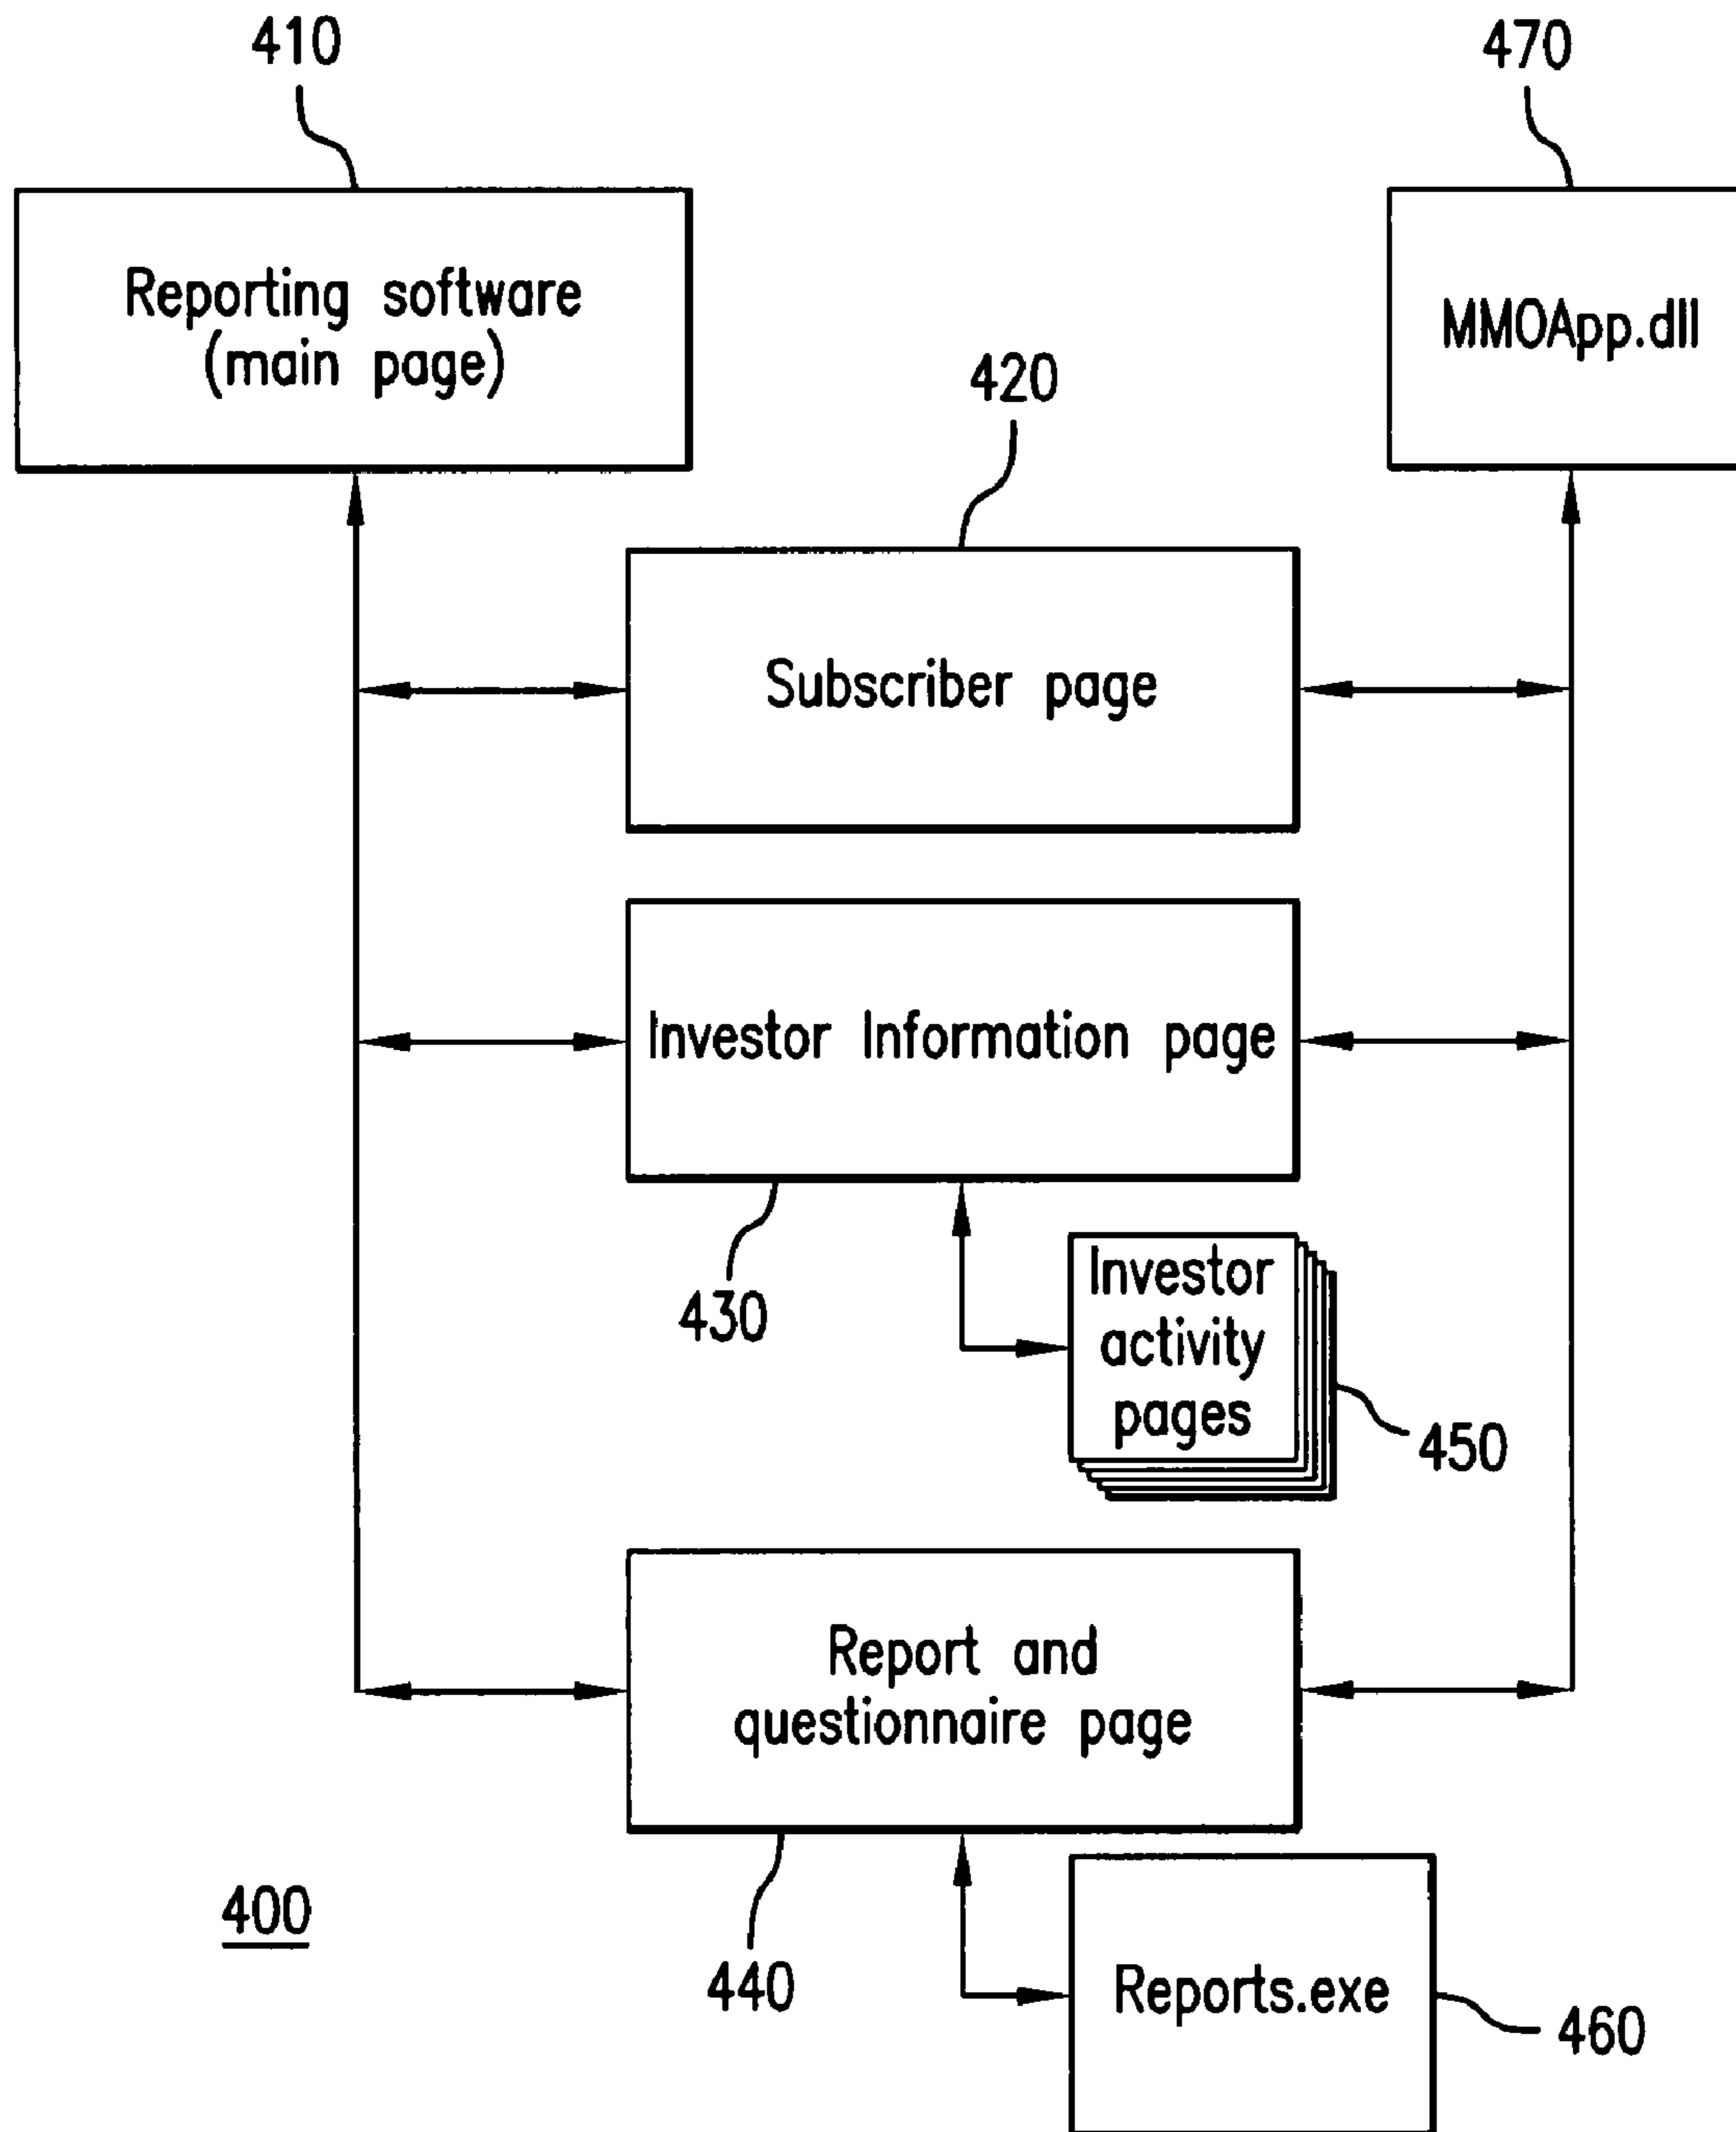 410
470
Reporting software
(main page)
MMOApp.dll
420
Subscriber page
Investor Information page
430
Investor
activity
pages
450
Report and
questionnaire page
400
440
Reports.exe
460